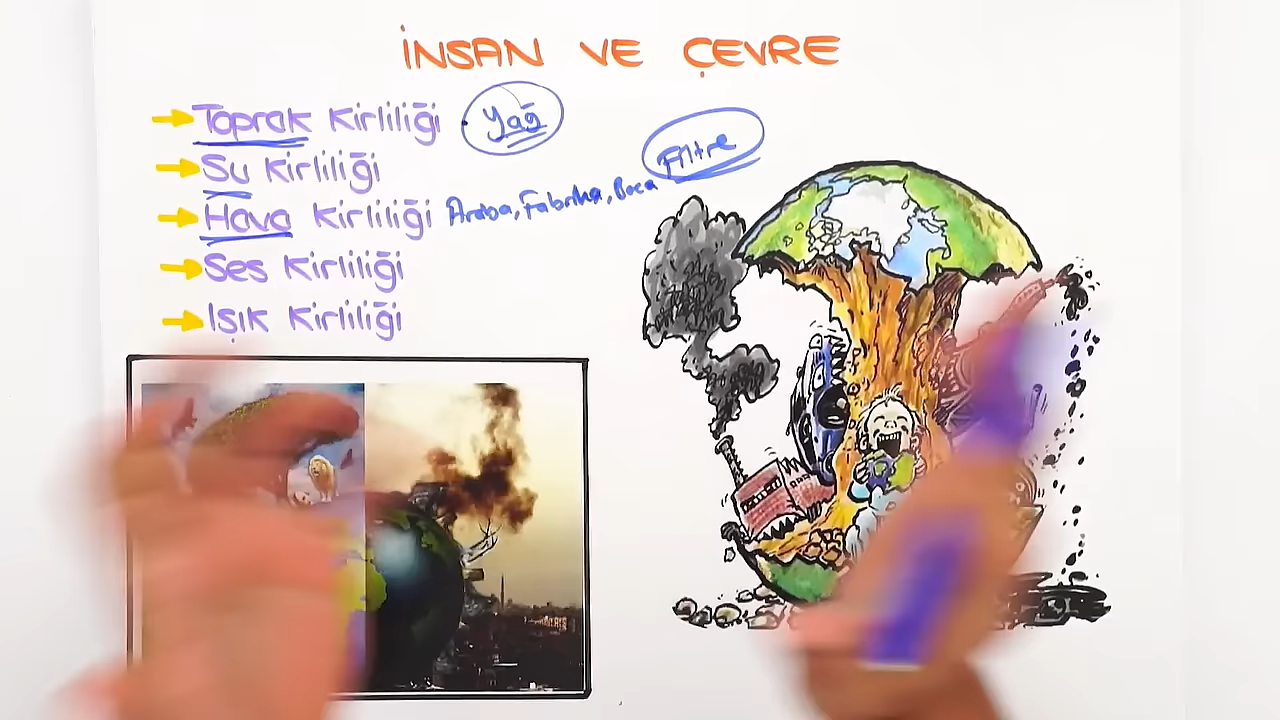 İNSAN VE ÇEVRE
Toprak Kirliliği Yağ
Su Kirliliği
Hava Kirliliği Araba, Fabrika, Baca Filtre
Ses Kirliliği
Işık Kirliliği